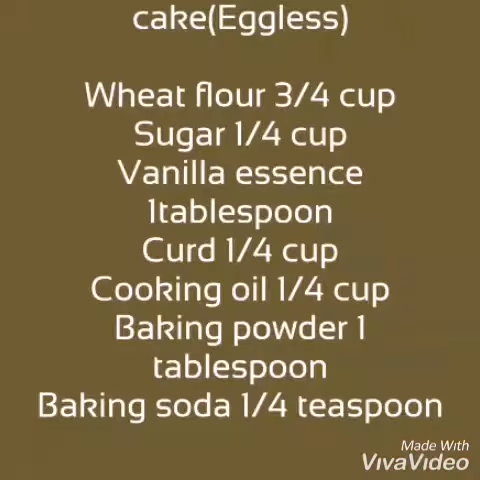 cake(Eggless)
Wheat flour 3/4 cup
Sugar 1/4 cup
Vanilla essence
1tablespoon
Curd 1/4 cup
Cooking oil 1/4 cup
Baking powder 1
tablespoon
Baking soda 1/4 teaspoon
Made With
VivaVideo